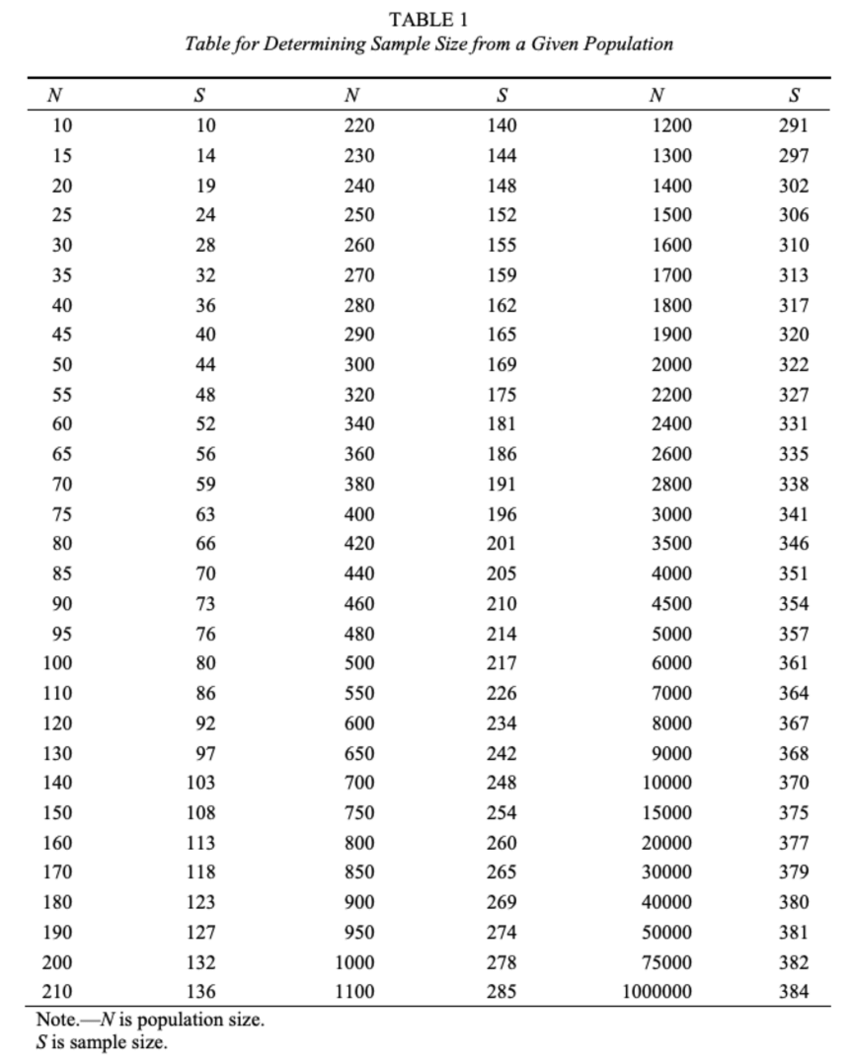 TABLE 1
Table for Determining Sample Size from a Given Population
N S N S N S
10 10 220 140 1200 291
15 14 230 144 1300 297
20 19 240 148 1400 302
25 24 250 152 1500 306
30 28 260 155 1600 310
35 32 270 159 1700 313
40 36 280 162 1800 317
45 40 290 165 1900 320
50 44 300 169 2000 322
55 48 320 175 2200 327
60 52 340 181 2400 331
65 56 360 186 2600 335
70 59 380 191 2800 338
75 63 400 196 3000 341
80 66 420 201 3500 346
85 70 440 205 4000 351
90 73 460 210 4500 354
95 76 480 214 5000 357
100 80 500 217 6000 361
110 86 550 226 7000 364
120 92 600 234 8000 367
130 97 650 242 9000 368
140 103 700 248 10000 370
150 108 750 254 15000 375
160 113 800 260 20000 377
170 118 850 265 30000 379
180 123 900 269 40000 380
190 127 950 274 50000 381
200 132 1000 278 75000 382
210 136 1100 285 1000000 384
Note.—N is population size.
S is sample size.